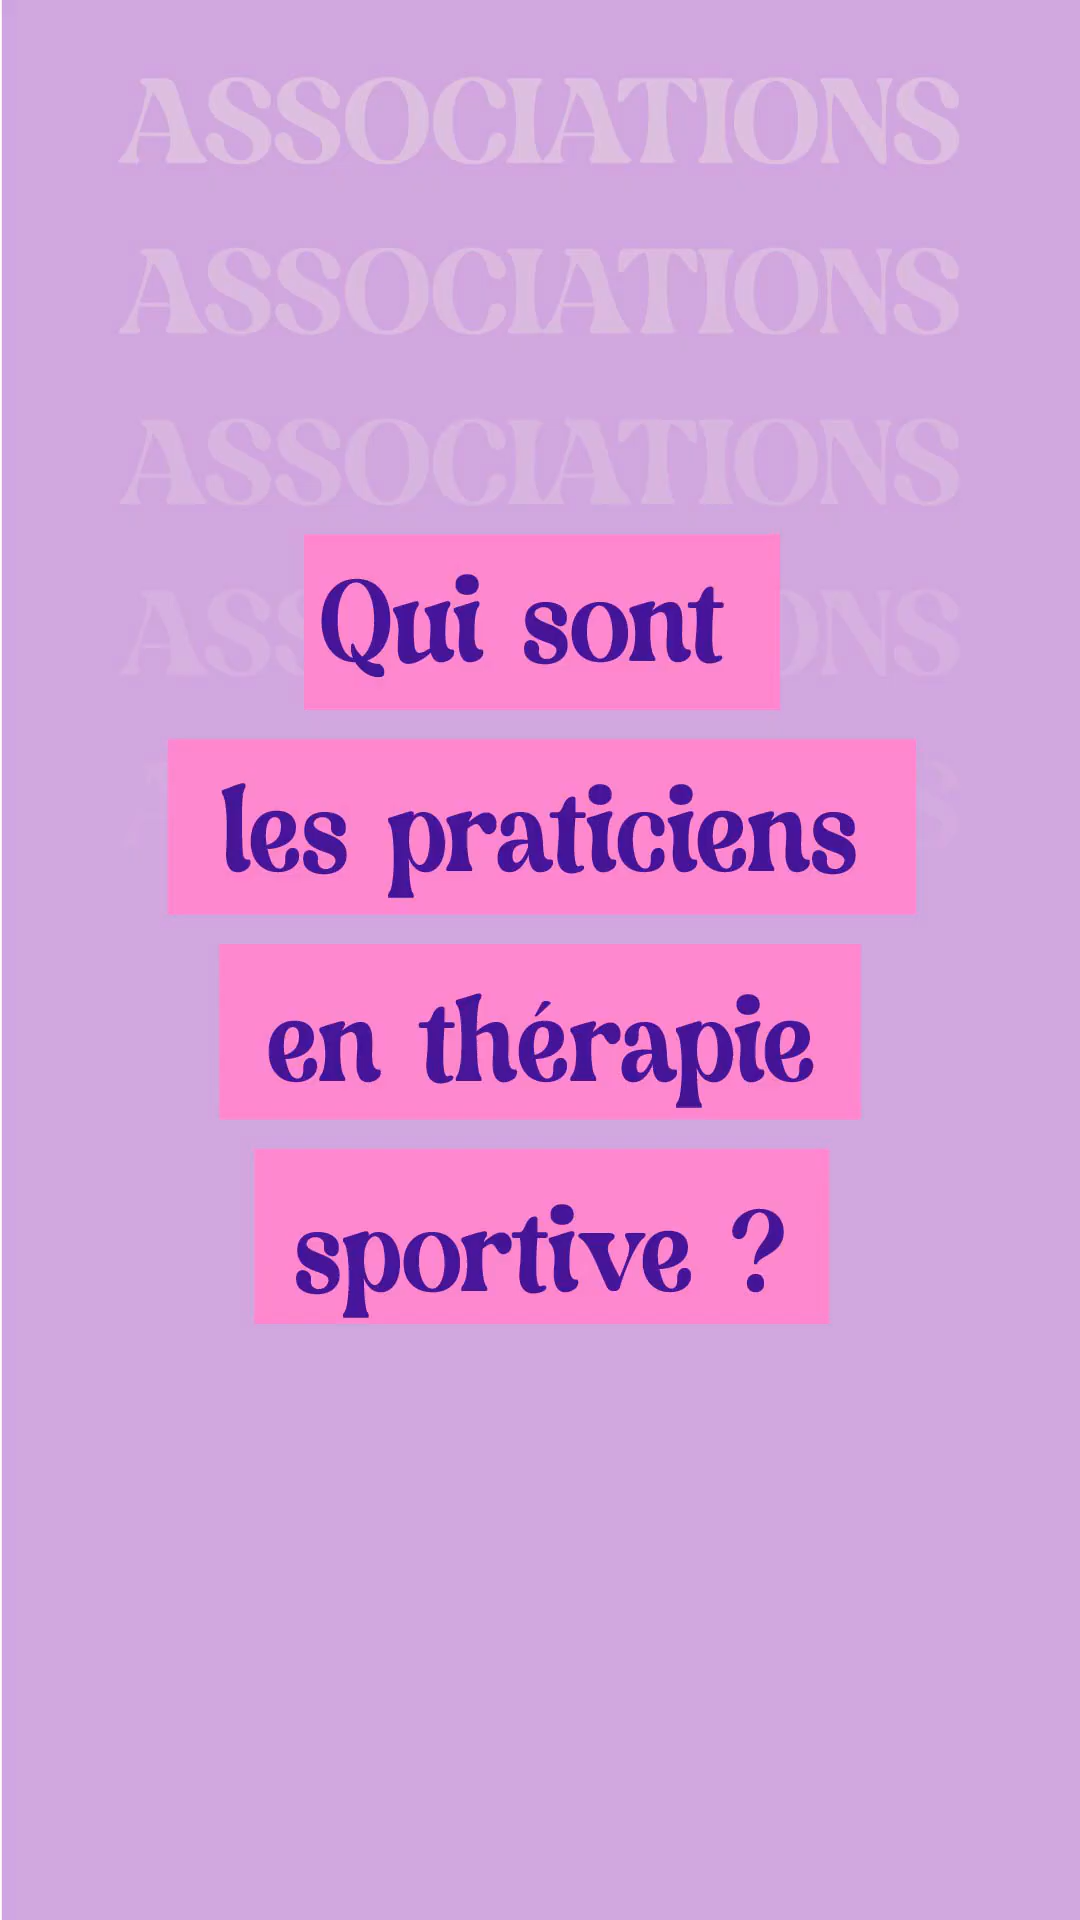 ASSOCIATIONS
ASSOCIATIONS
ASSOCIATIONS
Qui sont
les praticiens
en thérapie
sportive ?